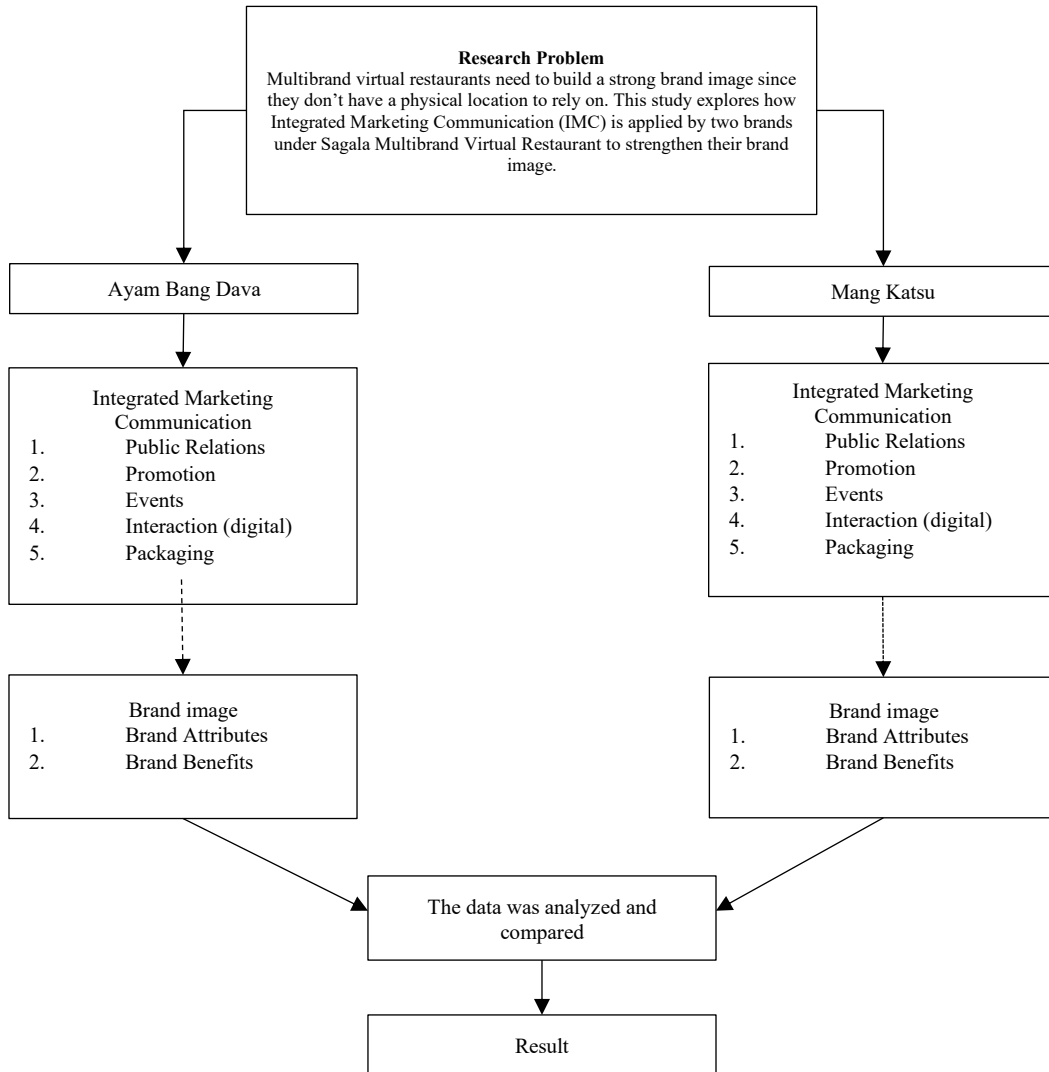 Research Problem
Multibrand virtual restaurants need to build a strong brand image since
they don't have a physical location to rely on. This study explores how
Integrated Marketing Communication (IMC) is applied by two brands
under Sagala Multibrand Virtual Restaurant to strengthen their brand
image.
Ayam Bang Dava
Mang Katsu
Integrated Marketing
Communication
1. Public Relations
2. Promotion
3. Events
4. Interaction (digital)
5. Packaging
Integrated Marketing
Communication
1. Public Relations
2. Promotion
3. Events
4. Interaction (digital)
5. Packaging
Brand image
1. Brand Attributes
2. Brand Benefits
Brand image
1. Brand Attributes
2. Brand Benefits
The data was analyzed and
compared
Result